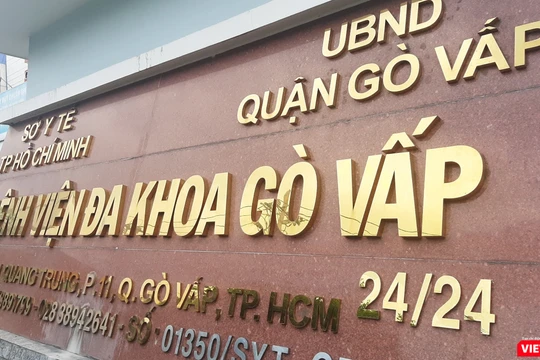 SỞ Y TẾ
TP HỒ CHÍ MINH
UBND
QUẬN GÒ VẤP
ỆNH VIỆN ĐA KHOA GÒ VẤP
QUANG TRUNG, P. 11, Q. GÒ VẤP, TP. HCM
028 38942641 - SỐ : 01350/SYT
24/24
VIE